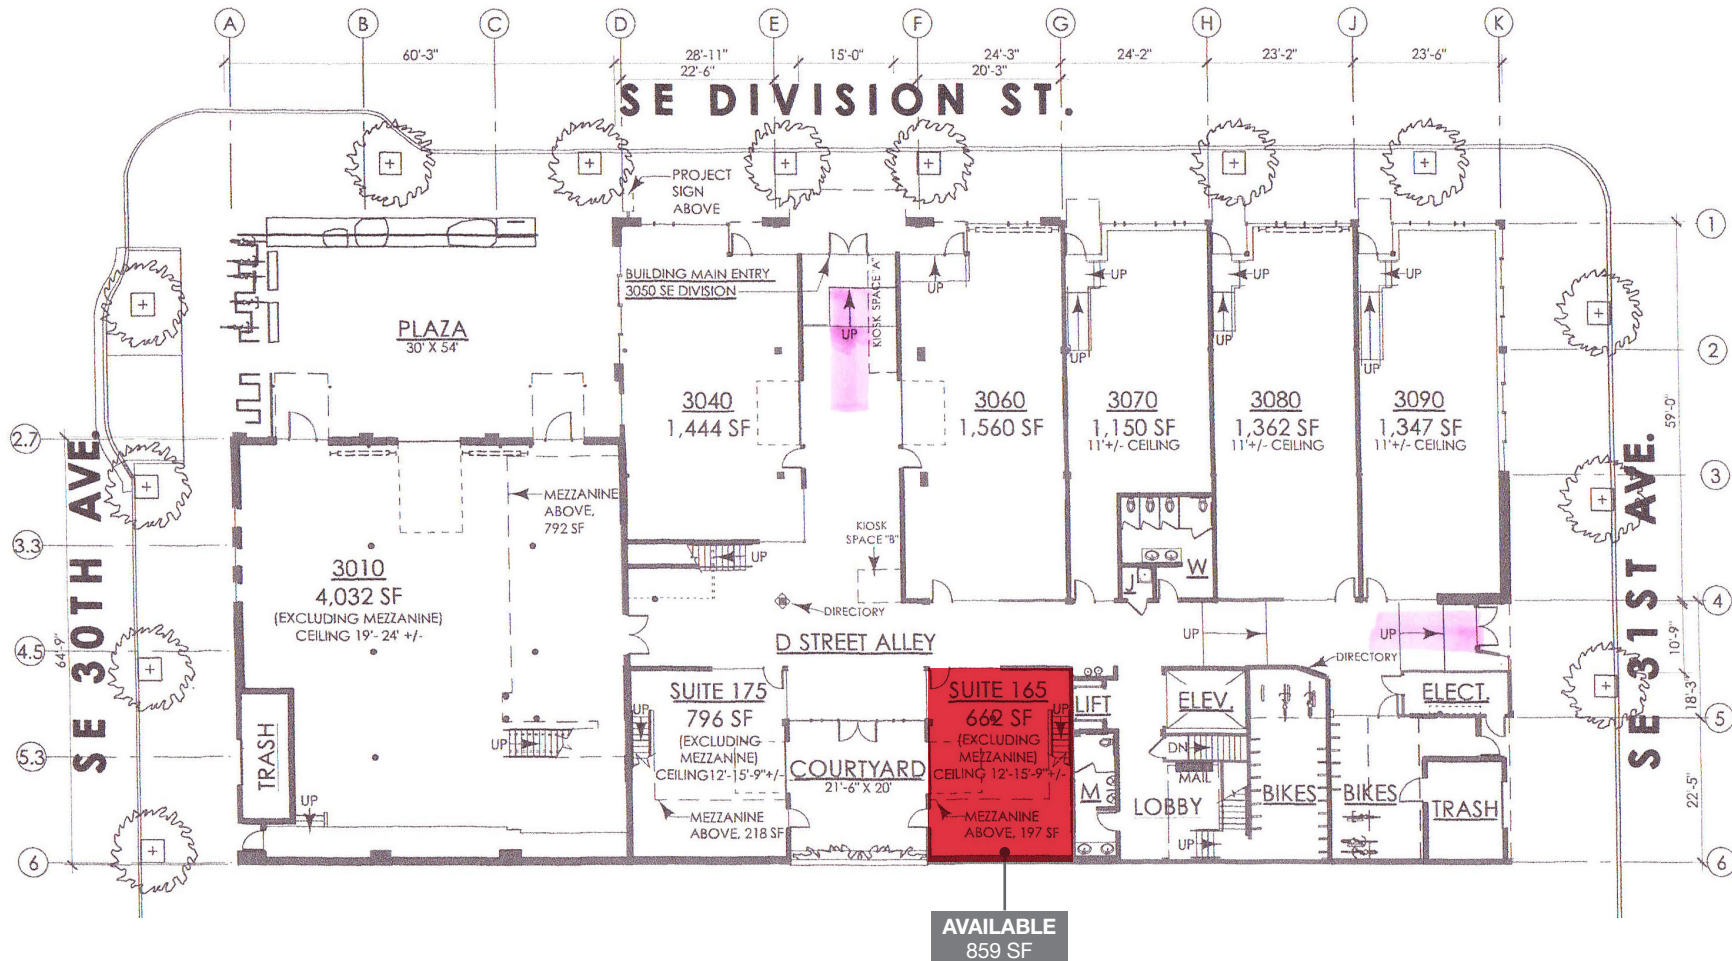 A B C D E F G H J K
60'-3" 28'-11" 15'-0" 24'-3" 24'-2" 23'-2" 23'-6"
22'-6" 20'-3"
SE DIVISION ST.
PROJECT
SIGN
ABOVE
1
BUILDING MAIN ENTRY
3050 SE DIVISION
KIOSK SPACE "A"
UP
UP
UP
UP
UP
UP
UP
UP
PLAZA
30' X 54'
2
3040
1,444 SF
3060
1,560 SF
3070
1,150 SF
11'+/- CEILING
3080
1,362 SF
11'+/- CEILING
3090
1,347 SF
11'+/- CEILING
59'-0"
2.7
3
SE 30TH AVE.
SE 31ST AVE.
MEZZANINE
ABOVE,
792 SF
KIOSK
SPACE "B"
UP
3.3
3010
4,032 SF
(EXCLUDING MEZZANINE)
CEILING 19'- 24' +/-
W
J
4
DIRECTORY
D STREET ALLEY
UP
UP
10'-9"
4.5
64'-9"
DIRECTORY
SUITE 175
796 SF
(EXCLUDING
MEZZANINE)
CEILING12'-15'-9"+/-
UP
SUITE 165
662 SF
(EXCLUDING
MEZZANINE)
CEILING 12'-15'-9"+/-
UP
LIFT
ELEV.
ELECT.
18'-3"
5
5.3
UP
TRASH
COURTYARD
21'-6" X 20'
DN
MAIL
M
LOBBY
BIKES
BIKES
TRASH
22'-5"
UP
MEZZANINE
ABOVE, 218 SF
MEZZANINE
ABOVE, 197 SF
UP
6
6
AVAILABLE
859 SF